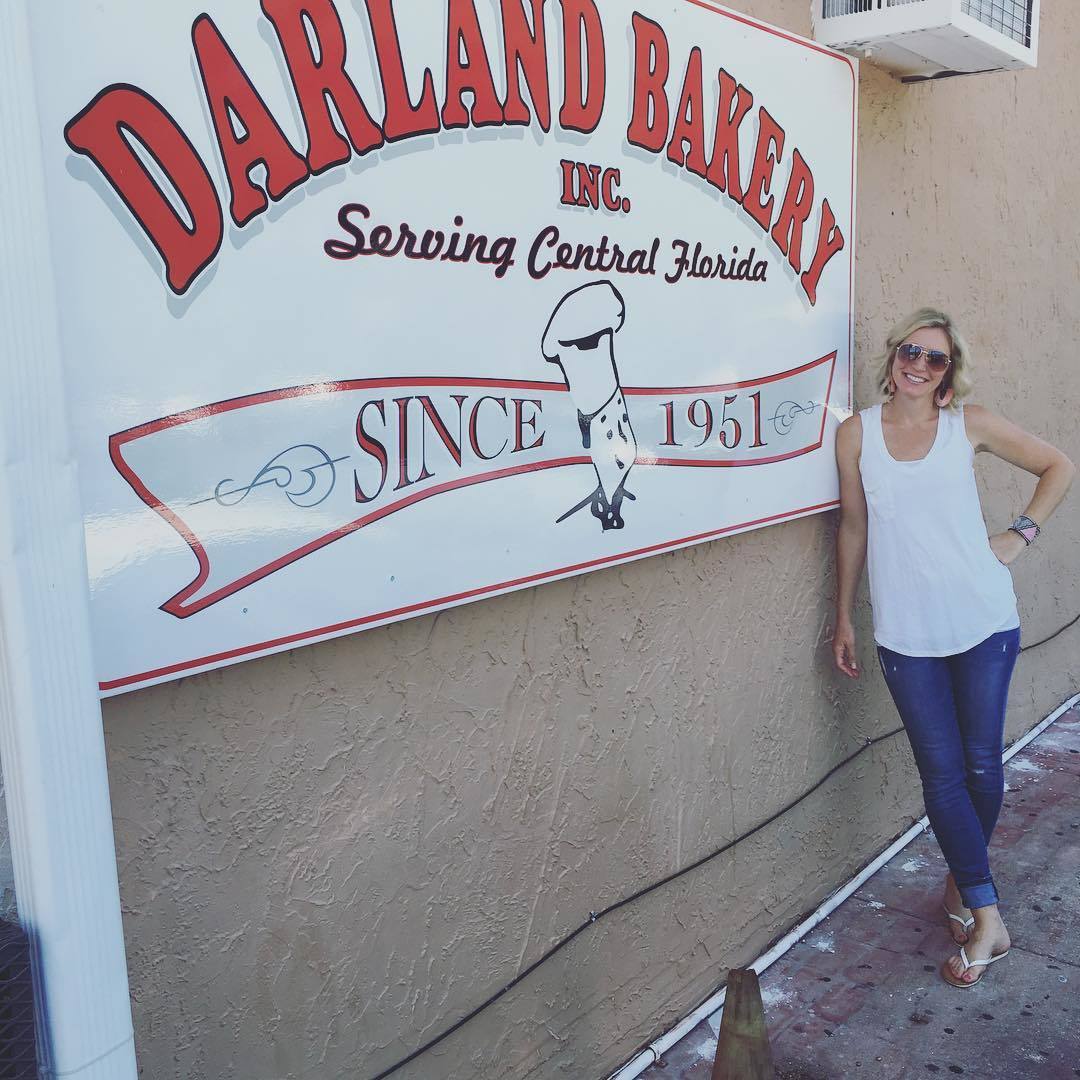 DARLAND BAKERY
INC.
Serving Central Florida
SINCE 1951